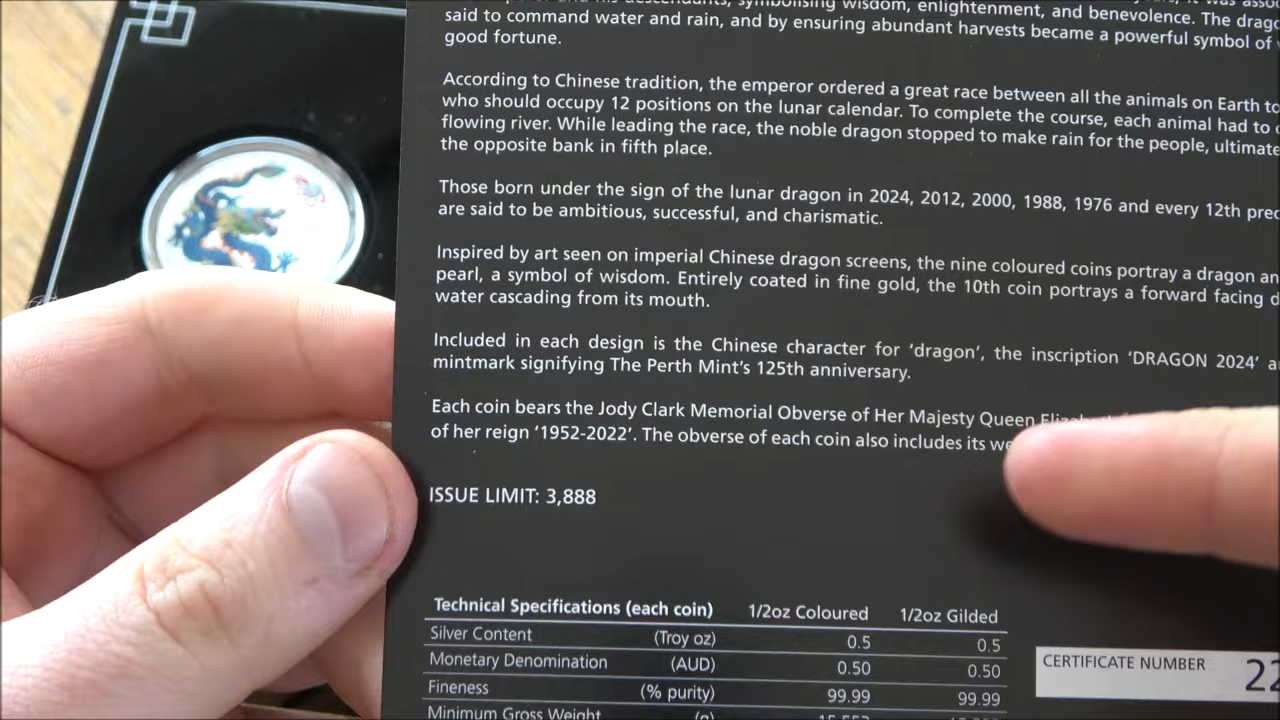 symbolising wisdom, enlightenment, and benevolence. The
said to command water and rain, and by ensuring abundant harvests became a powerful symbol of
good fortune.
According to Chinese tradition, the emperor ordered a great race between all the animals on Earth to
who should occupy 12 positions on the lunar calendar. To complete the course, each animal had to
flowing river. While leading the race, the noble dragon stopped to make rain for the people,
the opposite bank in fifth place.
Those born under the sign of the lunar dragon in 2024, 2012, 2000, 1988, 1976 and every 12th
are said to be ambitious, successful, and charismatic.
Inspired by art seen on imperial Chinese dragon screens, the nine coloured coins portray a dragon
pearl, a symbol of wisdom. Entirely coated in fine gold, the 10th coin portrays a forward facing
water cascading from its mouth.
Included in each design is the Chinese character for 'dragon', the inscription 'DRAGON 2024'
mintmark signifying The Perth Mint's 125th anniversary.
Each coin bears the Jody Clark Memorial Obverse of Her Majesty Queen
of her reign '1952-2022'. The obverse of each coin also includes its
ISSUE LIMIT: 3,888
Technical Specifications (each coin) 1/2oz Coloured 1/2oz Gilded
Silver Content (Troy oz) 0.5 0.5
Monetary Denomination (AUD) 0.50 0.50
Fineness (% purity) 99.99 99.99
Minimum Gross Weight (g)
CERTIFICATE NUMBER 22